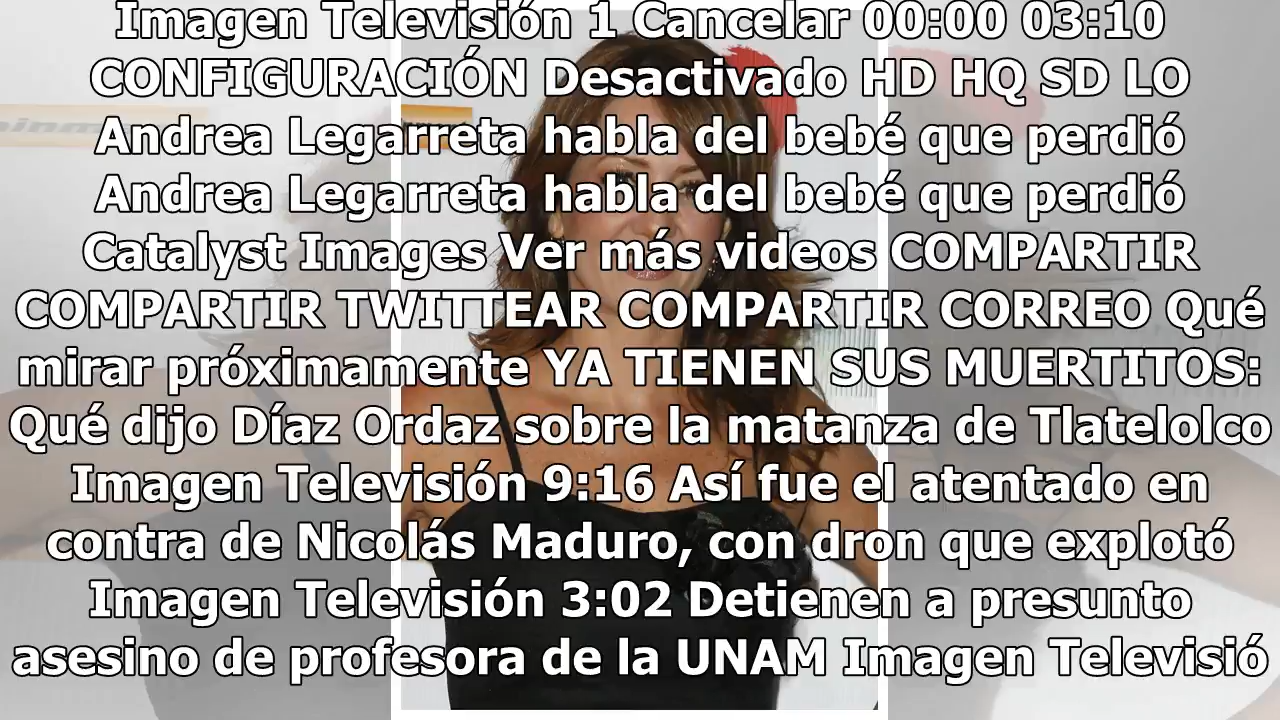 Imagen Televisión 1 Cancelar 00:00 03:10
CONFIGURACIÓN Desactivado HD HQ SD LO
Andrea Legarreta habla del bebé que perdió
Andrea Legarreta habla del bebé que perdió
Catalyst Images Ver más videos COMPARTIR
COMPARTIR TWITTEAR COMPARTIR CORREO Qué
mirar próximamente YA TIENEN SUS MUERTITOS:
Qué dijo Díaz Ordaz sobre la matanza de Tlatelolco
Imagen Televisión 9:16 Así fue el atentado en
contra de Nicolás Maduro, con dron que explotó
Imagen Televisión 3:02 Detienen a presunto
asesino de profesora de la UNAM Imagen Televisió